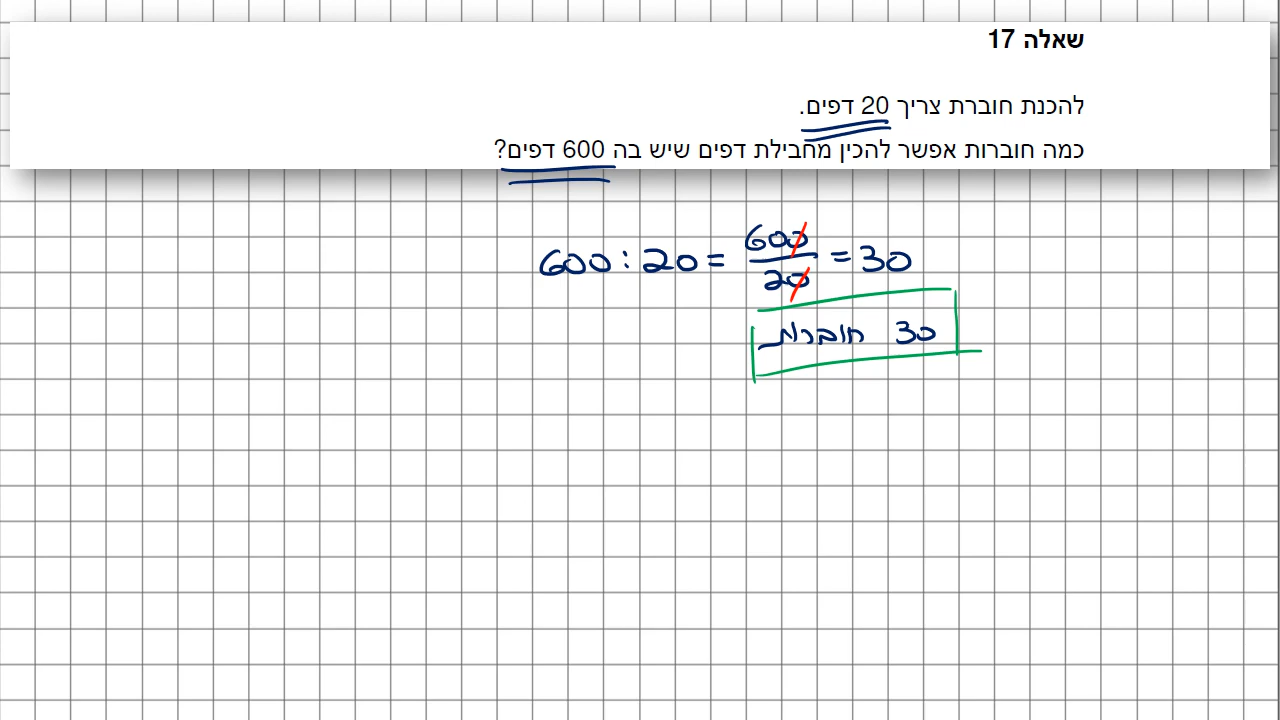 שאלה 17
להכנת חוברת צריך 20 דפים.
כמה חוברות אפשר להכין מחבילת דפים שיש בה 600 דפים?
600 : 20 = 600/20 = 30
30 חוברות